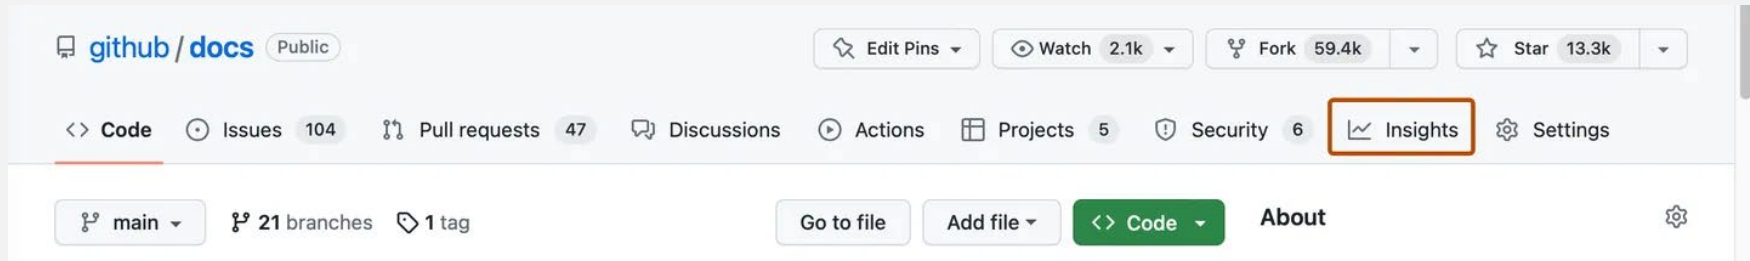 github / docs Public Edit Pins Watch 2.1k Fork 59.4k Star 13.3k
Code Issues 104 Pull requests 47 Discussions Actions Projects 5 Security 6 Insights Settings
main 21 branches 1 tag Go to file Add file Code About